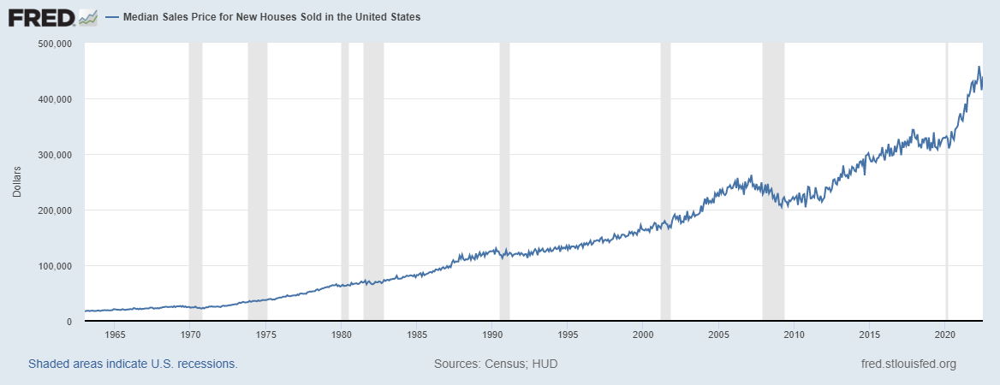 FRED Median Sales Price for New Houses Sold in the United States
500,000
400,000
300,000
200,000
100,000
0
Dollars
1965 1970 1975 1980 1985 1990 1995 2000 2005 2010 2015 2020
Shaded areas indicate U.S. recessions. Sources: Census; HUD fred.stlouisfed.org